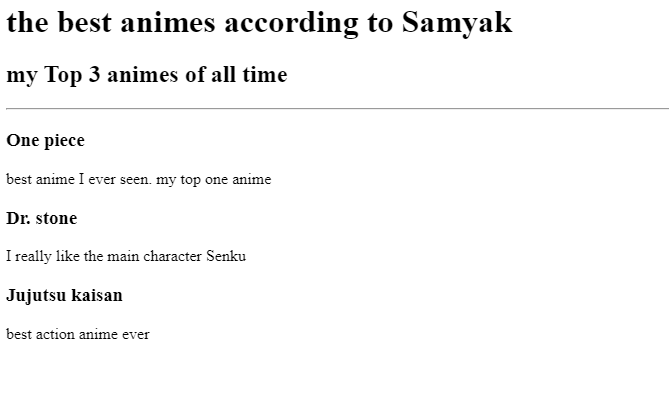 the best animes according to Samyak
my Top 3 animes of all time
One piece
best anime I ever seen. my top one anime
Dr. stone
I really like the main character Senku
Jujutsu kaisan
best action anime ever